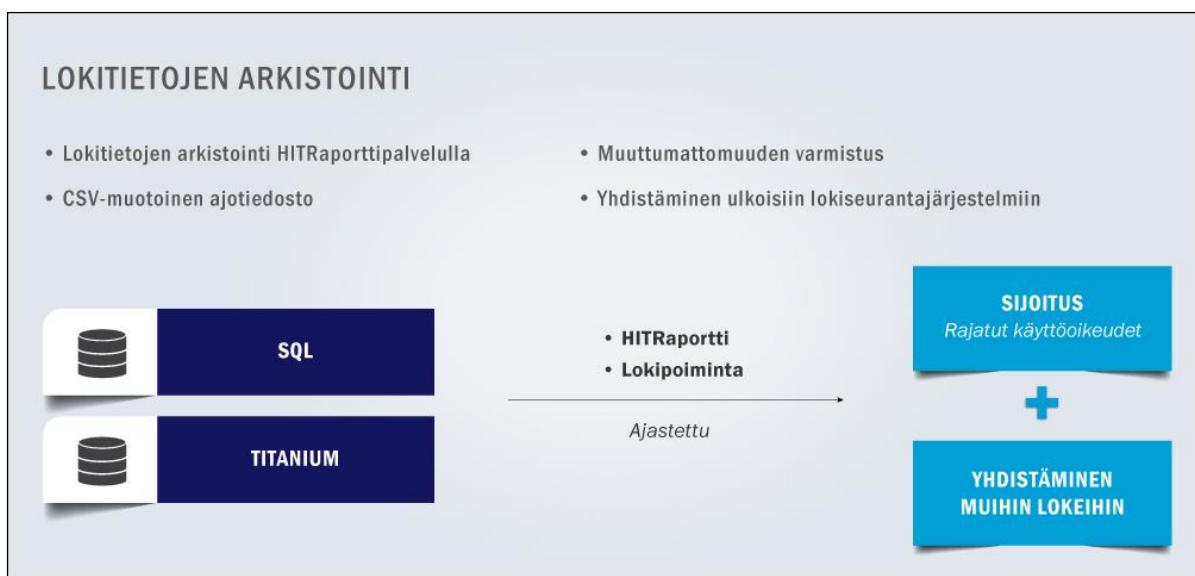 LOKITIETOJEN ARKISTOINTI
• Lokitietojen arkistointi HITRaporttipalvelulla
• CSV-muotoinen ajotiedosto
• Muuttumattomuuden varmistus
• Yhdistäminen ulkoisiin lokiseurantajärjestelmiin
SQL
TITANIUM
• HITRaportti
• Lokipoiminta
Ajastettu
SIJOITUS
Rajatut käyttöoikeudet
YHDISTÄMINEN
MUIHIN LOKEIHIN